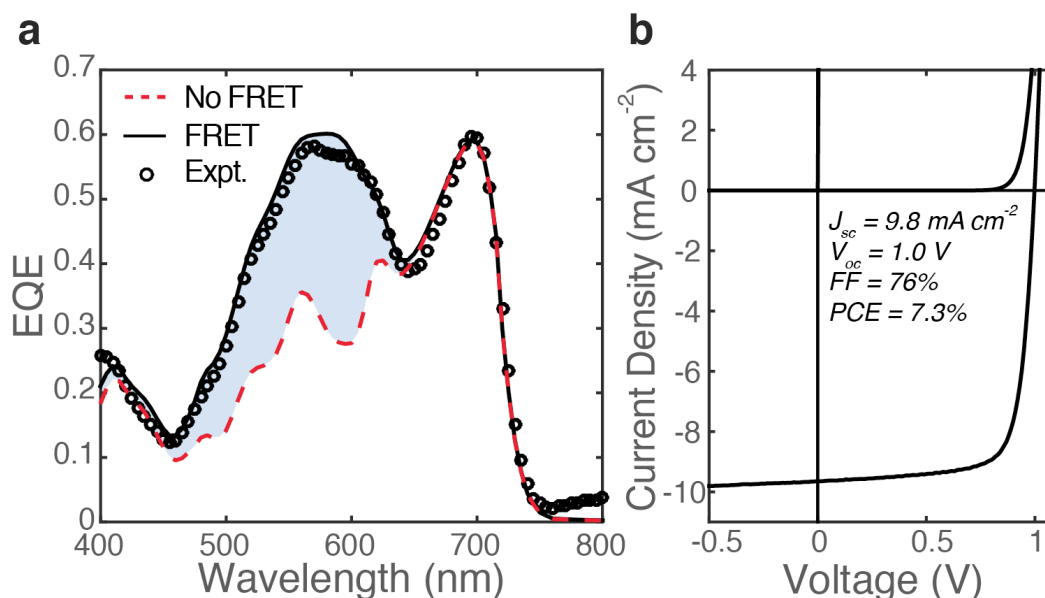 a
0.7
0.6
0.5
0.4
0.3
0.2
0.1
0
EQE
No FRET
FRET
Expt.
400
500
600
700
800
Wavelength (nm)
b
4
2
0
-2
-4
-6
-8
-10
Current Density (mA cm-2)
Jsc = 9.8 mA cm-2
Voc = 1.0 V
FF = 76%
PCE = 7.3%
-0.5
0
0.5
1
Voltage (V)